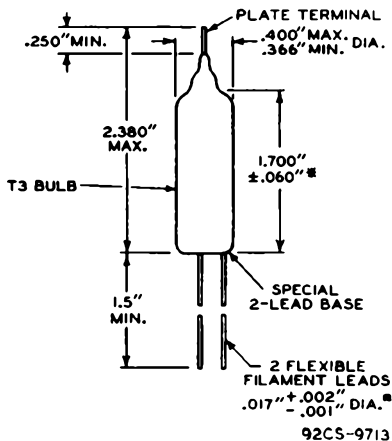 PLATE TERMINAL
.250" MIN.
.400" MAX.
.366" MIN. DIA.
2.380"
MAX.
1.700"
±.060" *
T3 BULB
SPECIAL
2-LEAD BASE
1.5"
MIN.
2 FLEXIBLE
FILAMENT LEADS
.017" +.002" -.001" DIA.
92CS-9713